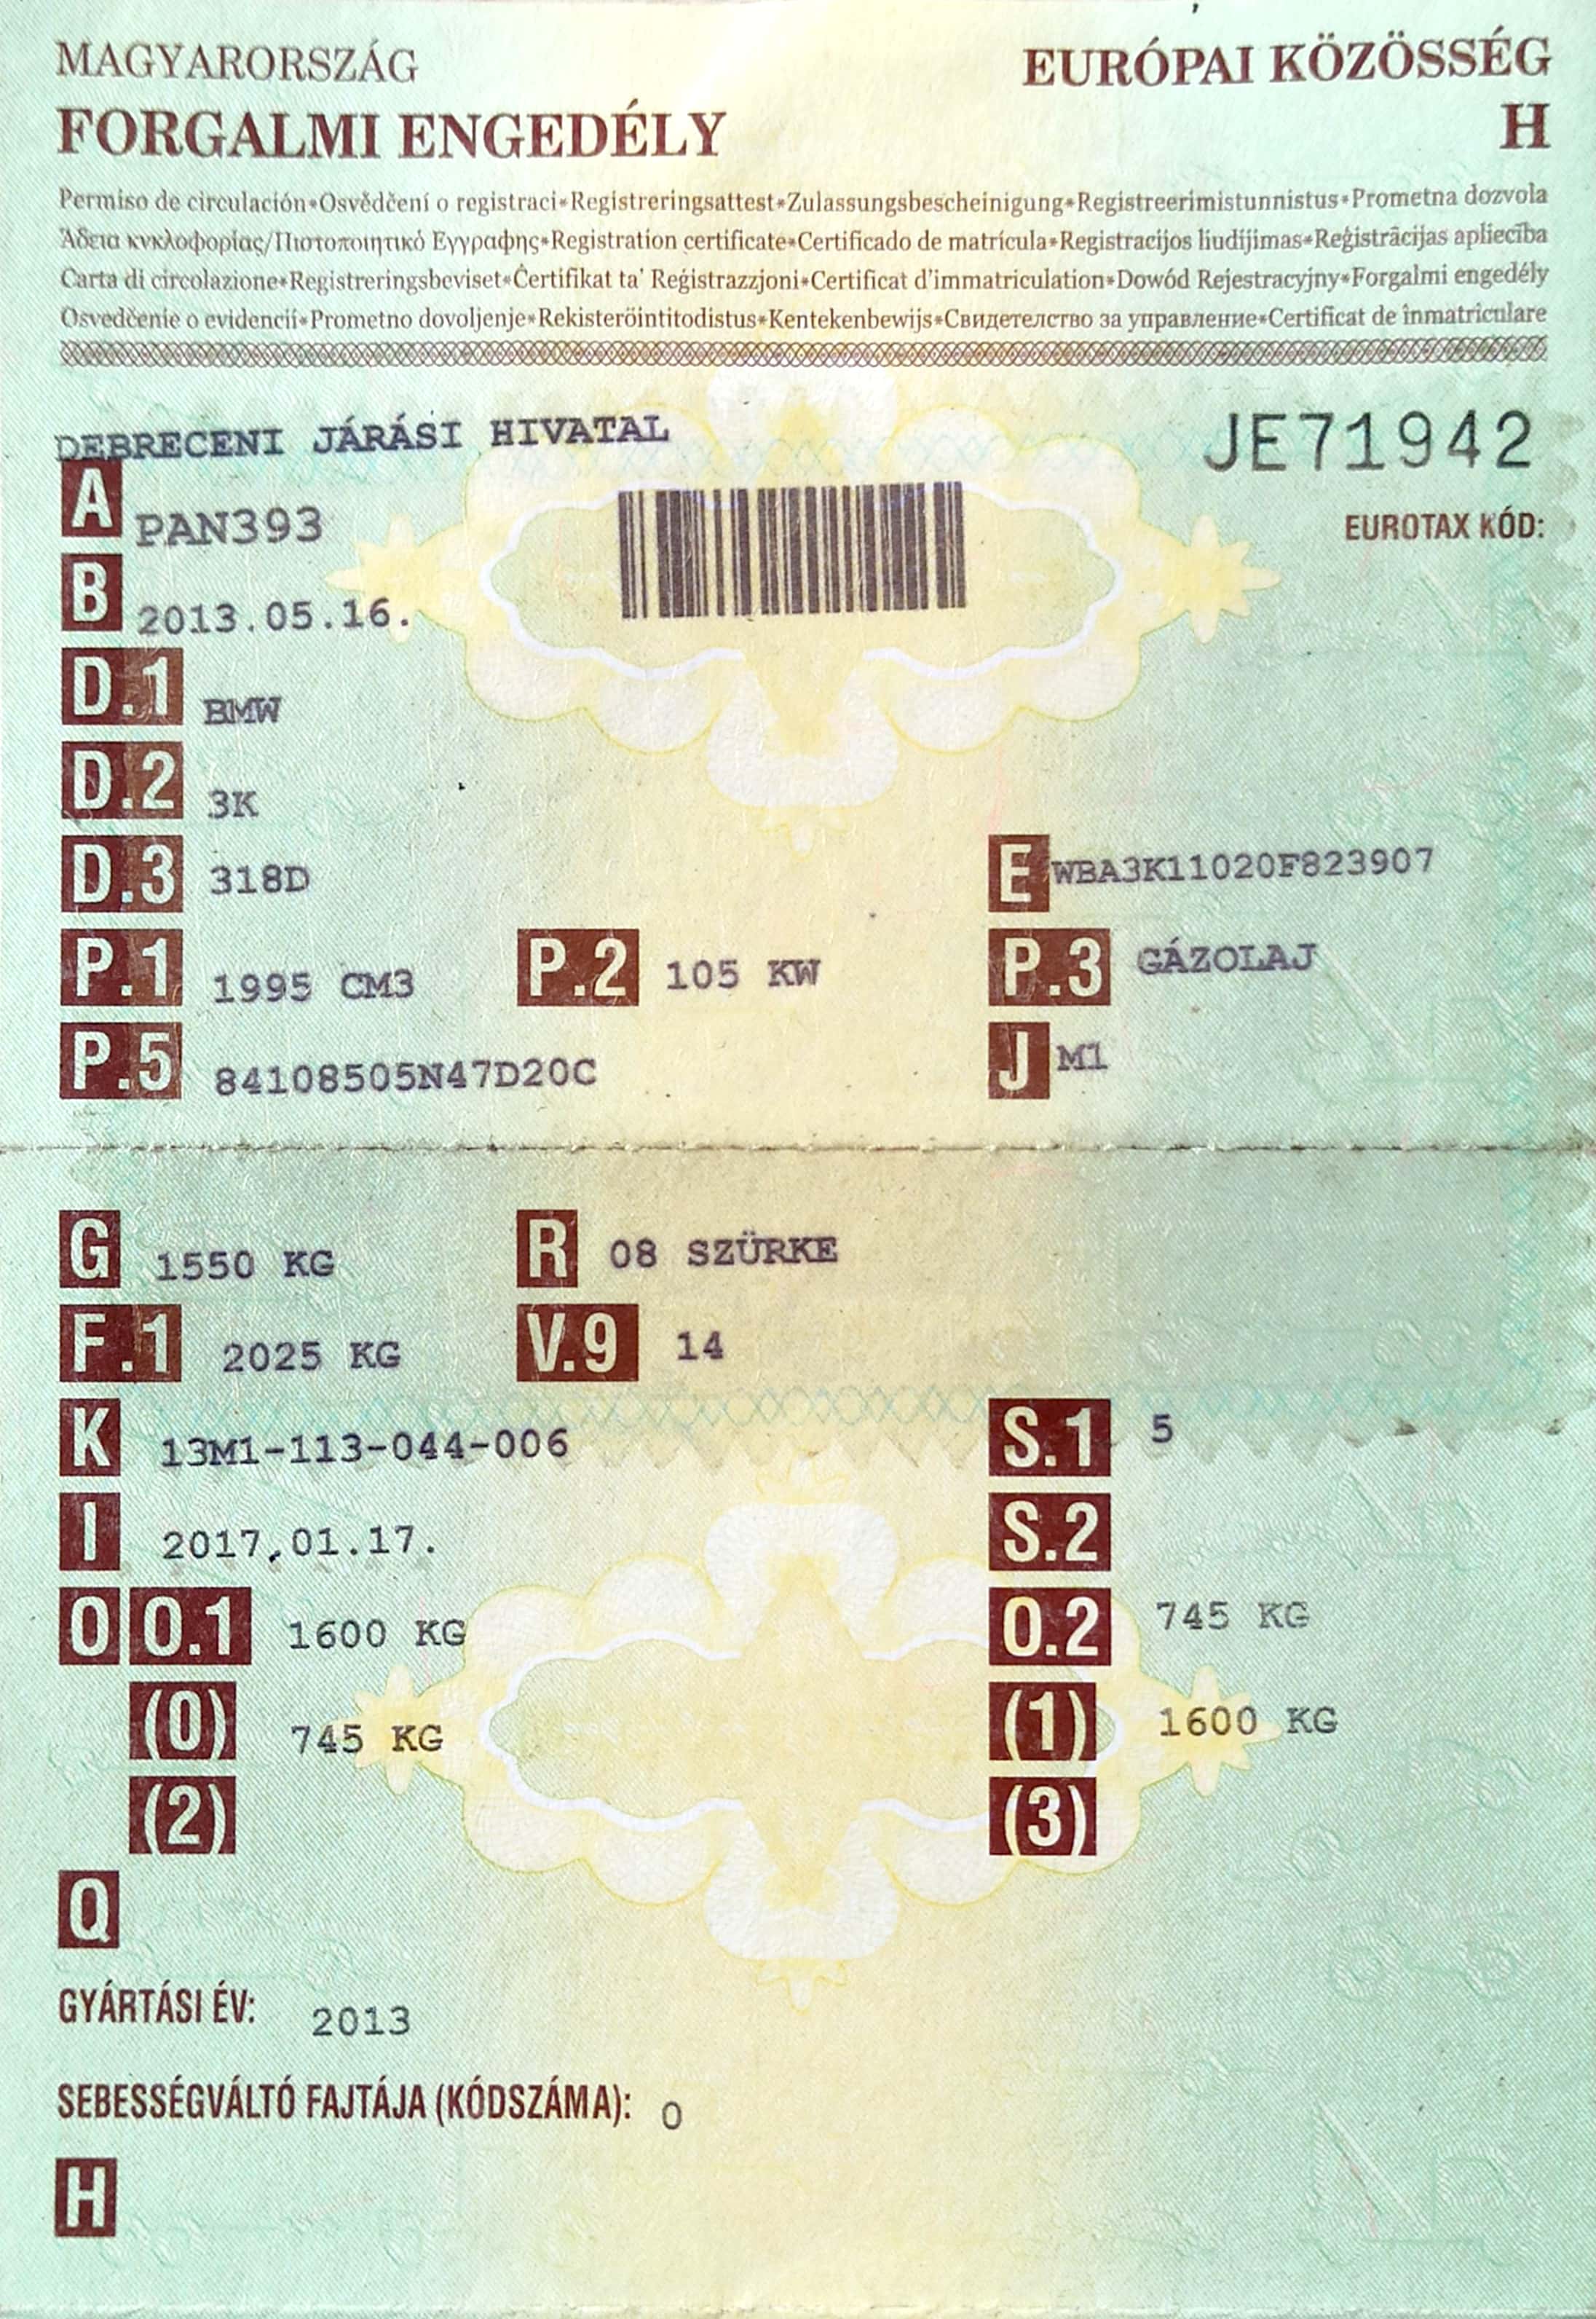 MAGYARORSZÁG EURÓPAI KÖZÖSSÉG
FORGALMI ENGEDÉLY H
Permiso de circulación*Osvědčení o registraci*Registreringsattest*Zulassungsbescheinigung*Registreerimistunnistus*Prometna dozvola
Άδεια κυκλοφορίας/Πιστοποιητικό Εγγραφης*Registration certificate*Certificado de matrícula*Registracijos liudijimas*Reģistrācijas apliecība
Carta di circolazione*Registreringsbeviset*Ċertifikat ta' Reġistrazzjoni*Certificat d'immatriculation*Dowód Rejestracyjny*Forgalmi engedély
Osvedčenie o evidencií*Prometno dovoljenje*Rekisteröintitodistus*Kentekenbewijs*Свидетелство за управление*Certificat de înmatriculare
DEBRECENI JÁRÁSI HIVATAL JE71942
A PAN393 EUROTAX KÓD:
B 2013.05.16.
D.1 BMW
D.2 3K
D.3 318D E WBA3K11020F823907
P.1 1995 CM3 P.2 105 KW P.3 GÁZOLAJ
P.5 84108505N47D20C J M1
G 1550 KG R 08 SZÜRKE
F.1 2025 KG V.9 14
K 13M1-113-044-006 S.1 5
I 2017,01.17. S.2
O O.1 1600 KG O.2 745 KG
(0) 745 KG (1) 1600 KG
(2) (3)
Q
GYÁRTÁSI ÉV: 2013
SEBESSÉGVÁLTÓ FAJTÁJA (KÓDSZÁMA): 0
H